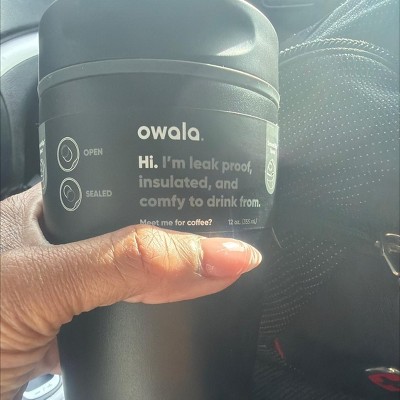 owala
OPEN
Hi. I'm leak proof,
insulated, and
SEALED
comfy to drink from.
Meet me for coffee? 12 oz. (355 mL)